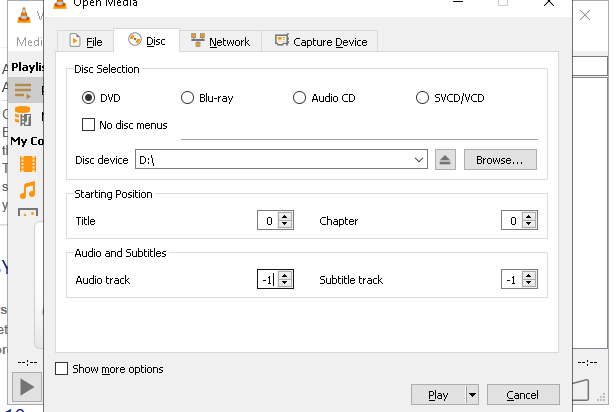 Open Media
Medi
File
Disc
Network
Capture Device
Playlis
Disc Selection
DVD
Blu-ray
Audio CD
SVCD/VCD
No disc menus
My Co
Disc device
D:\
Browse...
Starting Position
Title
0
Chapter
0
Audio and Subtitles
Audio track
-1
Subtitle track
-1
--:--
--:--
Show more options
Play
Cancel